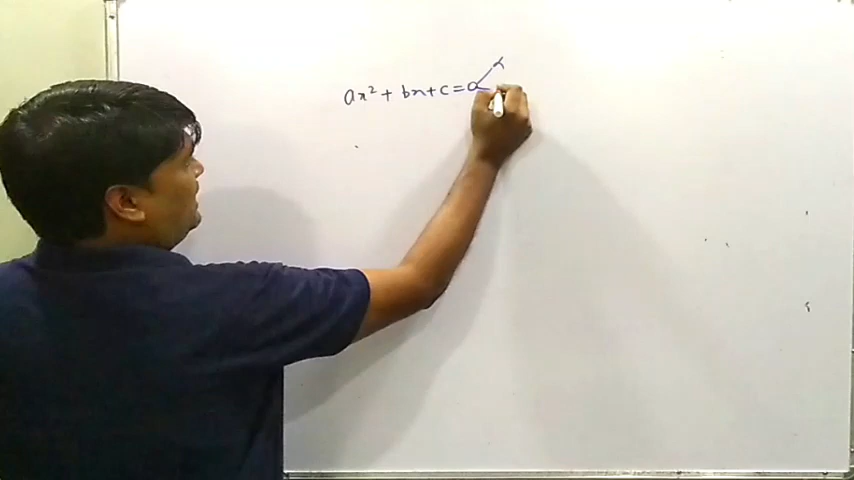 ax² + bx + c = 0 α